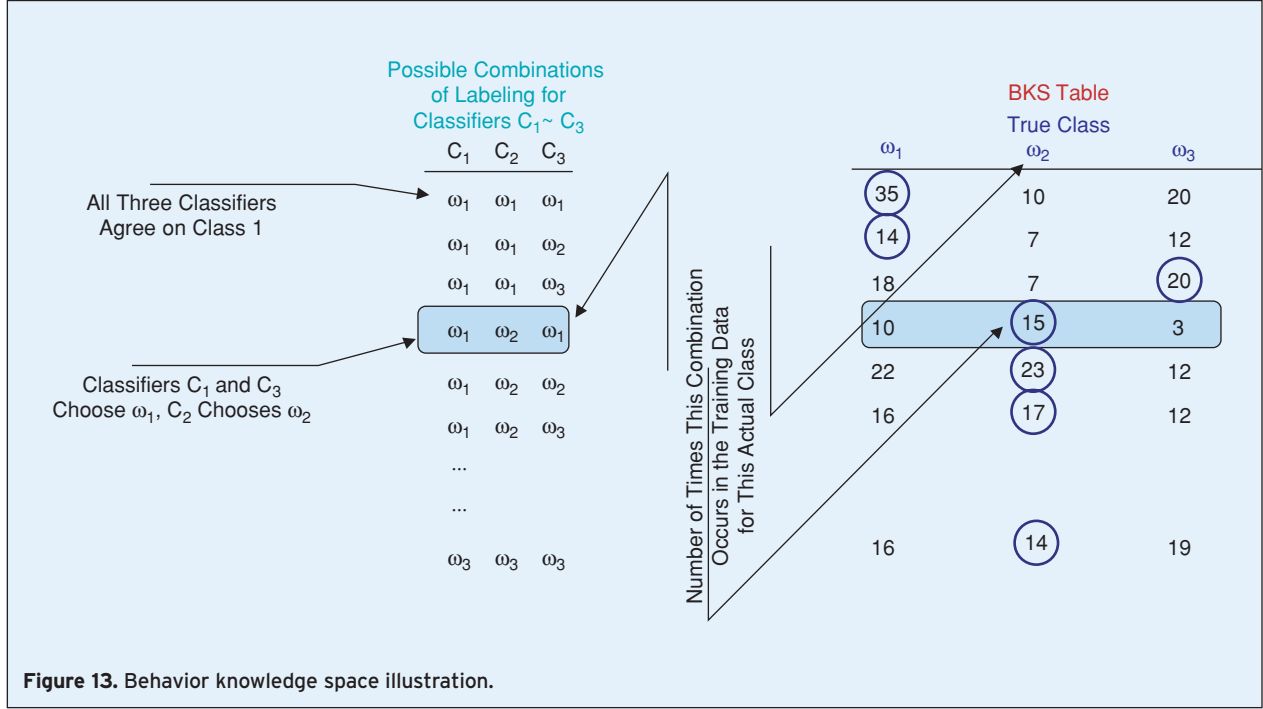 Possible Combinations
of Labeling for
Classifiers C₁~ C₃
C₁ C₂ C₃
All Three Classifiers
Agree on Class 1
ω₁ ω₁ ω₁
ω₁ ω₁ ω₂
ω₁ ω₁ ω₃
ω₁ ω₂ ω₁
ω₁ ω₂ ω₂
ω₁ ω₂ ω₃
...
...
ω₃ ω₃ ω₃
Classifiers C₁ and C₃
Choose ω₁, C₂ Chooses ω₂
Number of Times This Combination
Occurs in the Training Data
for This Actual Class
BKS Table
True Class
ω₁ ω₂ ω₃
35 10 20
14 7 12
18 7 20
10 15 3
22 23 12
16 17 12
16 14 19
Figure 13. Behavior knowledge space illustration.